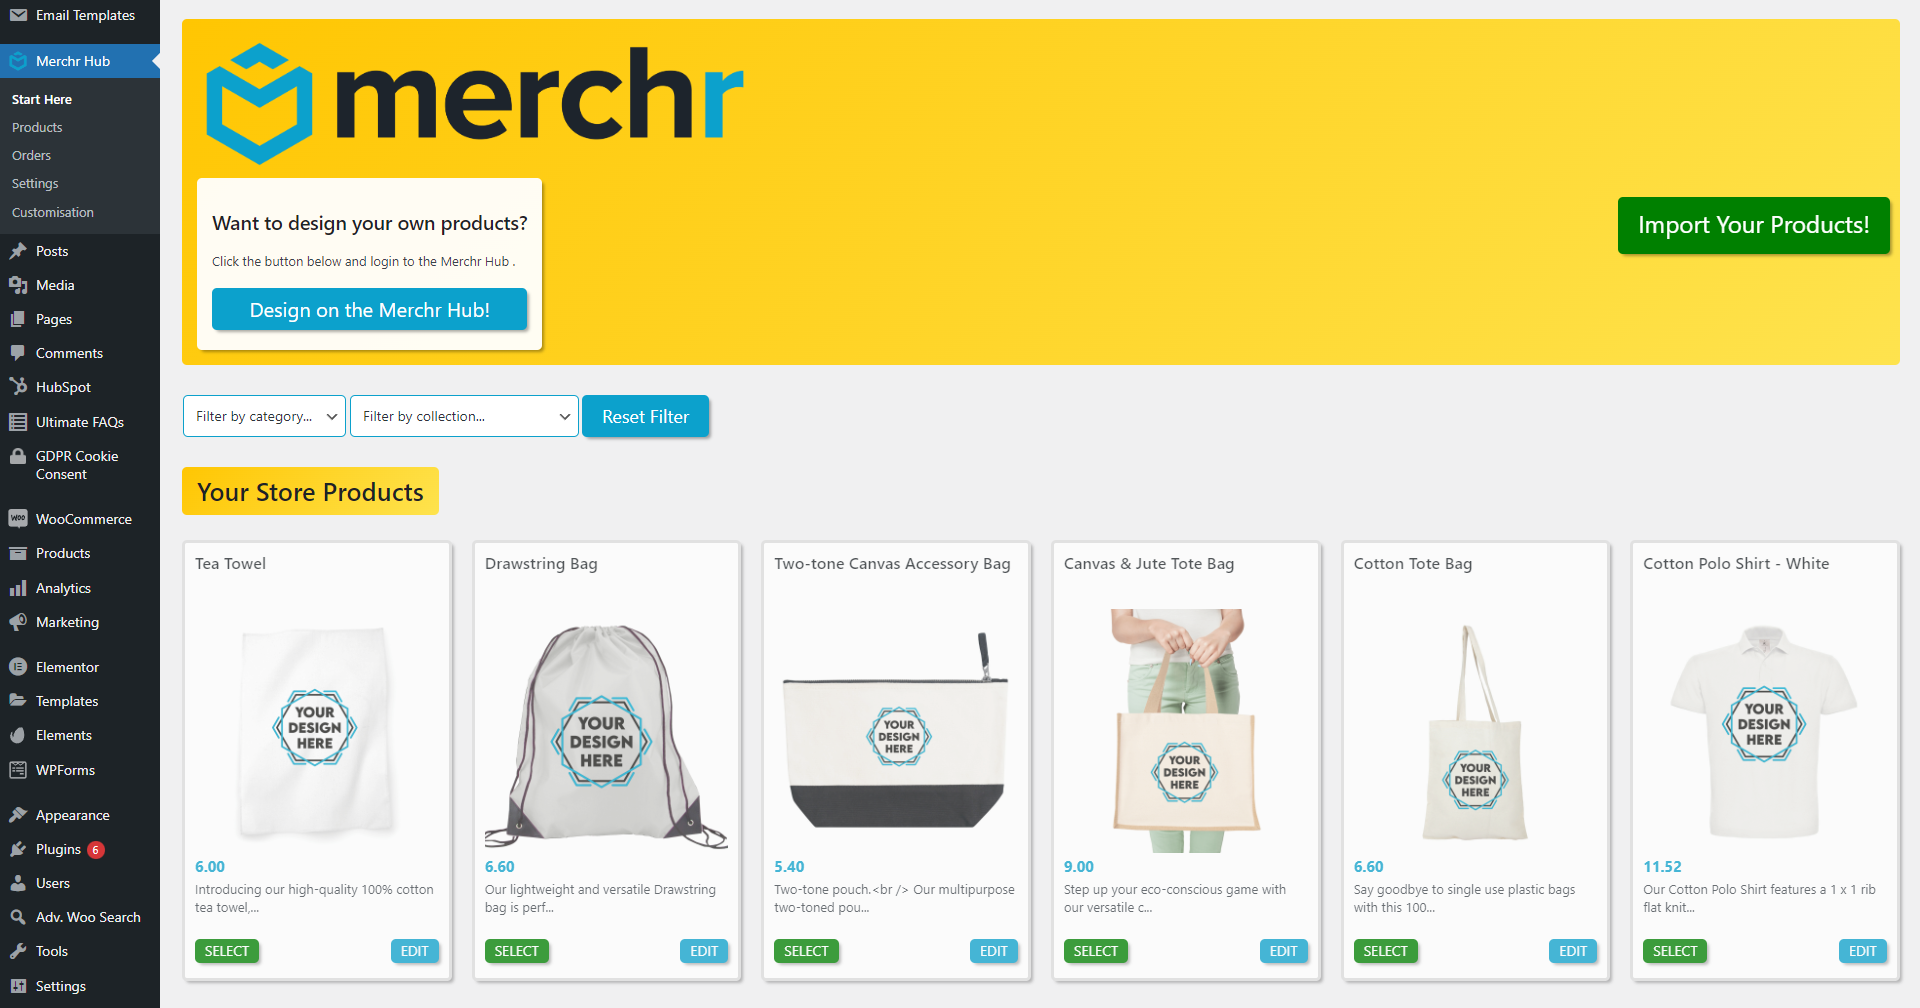 Email Templates
Merchr Hub
Start Here
Products
Orders
Settings
Customisation
Posts
Media
Pages
Comments
HubSpot
Ultimate FAQs
GDPR Cookie
Consent
WooCommerce
Products
Analytics
Marketing
Elementor
Templates
Elements
WPForms
Appearance
Plugins 6
Users
Adv. Woo Search
Tools
Settings
merchr
Want to design your own products?
Click the button below and login to the Merchr Hub .
Design on the Merchr Hub!
Import Your Products!
Filter by category... Filter by collection... Reset Filter
Your Store Products
Tea Towel
YOUR
DESIGN
HERE
6.00
Introducing our high-quality 100% cotton
tea towel,...
SELECT EDIT
Drawstring Bag
YOUR
DESIGN
HERE
6.60
Our lightweight and versatile Drawstring
bag is perf...
SELECT EDIT
Two-tone Canvas Accessory Bag
YOUR
DESIGN
HERE
5.40
Two-tone pouch.<br /> Our multipurpose
two-toned pou...
SELECT EDIT
Canvas & Jute Tote Bag
YOUR
DESIGN
HERE
9.00
Step up your eco-conscious game with
our versatile c...
SELECT EDIT
Cotton Tote Bag
YOUR
DESIGN
HERE
6.60
Say goodbye to single use plastic bags
with this 100...
SELECT EDIT
Cotton Polo Shirt - White
YOUR
DESIGN
HERE
11.52
Our Cotton Polo Shirt features a 1 x 1 rib
flat knit...
SELECT EDIT